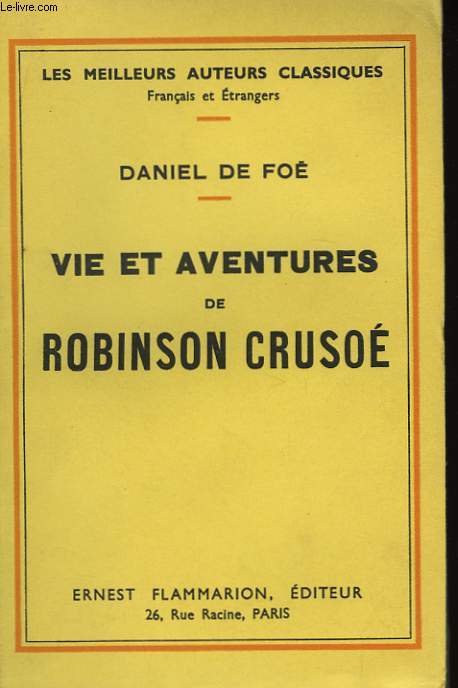 Le-livre.com
LES MEILLEURS AUTEURS CLASSIQUES
Français et Étrangers
DANIEL DE FOË
VIE ET AVENTURES
DE
ROBINSON CRUSOÉ
ERNEST FLAMMARION, ÉDITEUR
26, Rue Racine, PARIS